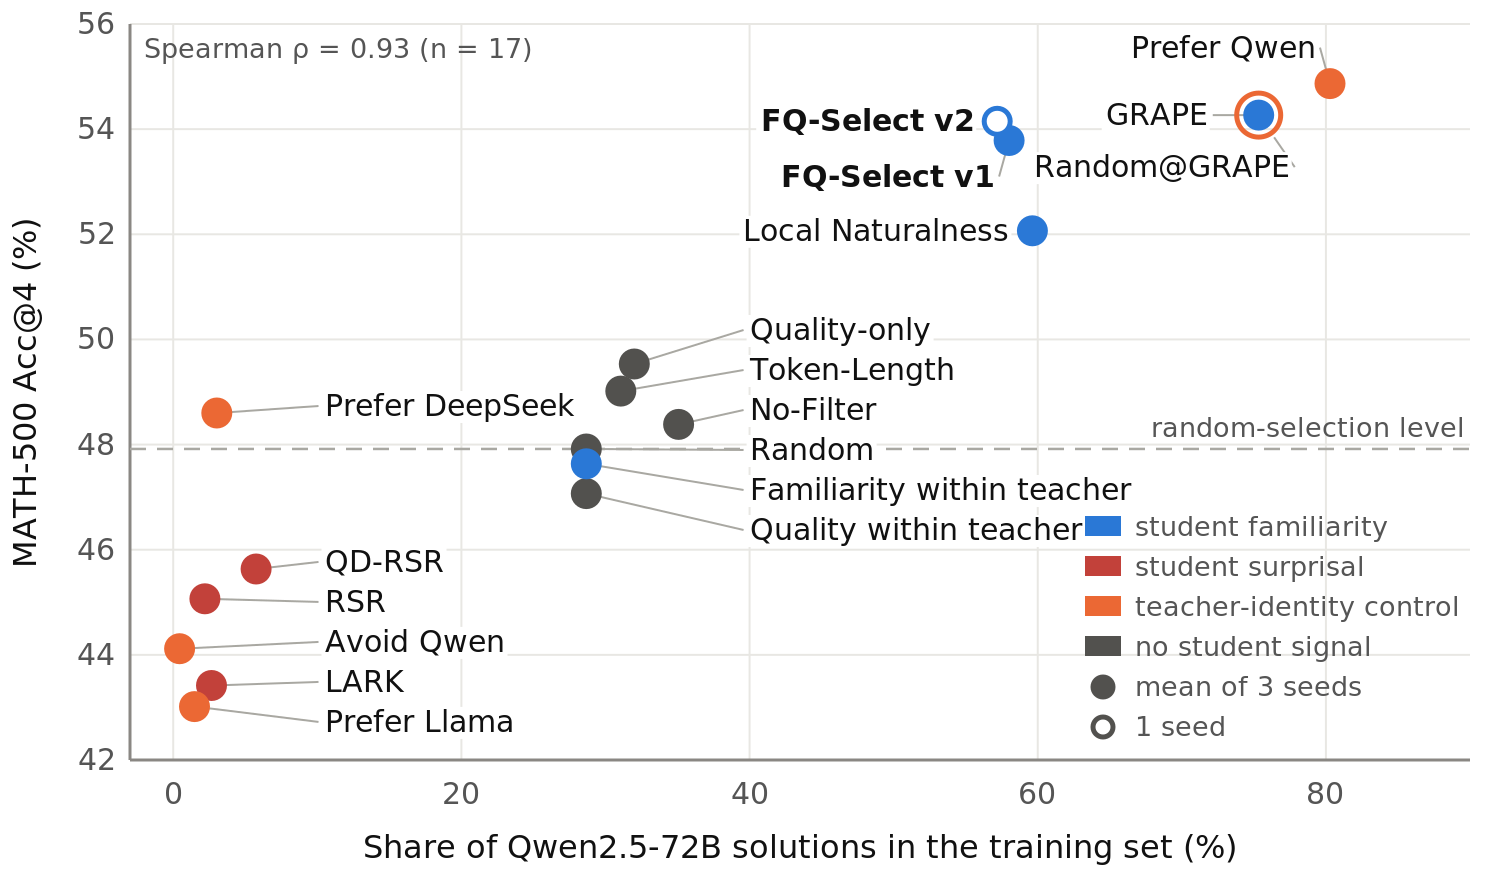 Spearman ρ = 0.93 (n = 17)
56
54
52
50
48
46
44
42
MATH-500 Acc@4 (%)
Prefer Qwen
GRAPE
Random@GRAPE
FQ-Select v2
FQ-Select v1
Local Naturalness
Quality-only
Token-Length
No-Filter
Random
Familiarity within teacher
Quality within teacher
Prefer DeepSeek
random-selection level
QD-RSR
RSR
Avoid Qwen
LARK
Prefer Llama
student familiarity
student surprisal
teacher-identity control
no student signal
mean of 3 seeds
1 seed
0 20 40 60 80
Share of Qwen2.5-72B solutions in the training set (%)